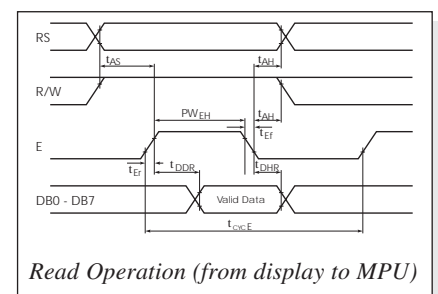 RS
tAS
tAH
R/W
PWEH
tAH
tEf
E
tEr
tDDR
tDHR
DB0 - DB7
Valid Data
tCYCE
Read Operation (from display to MPU)